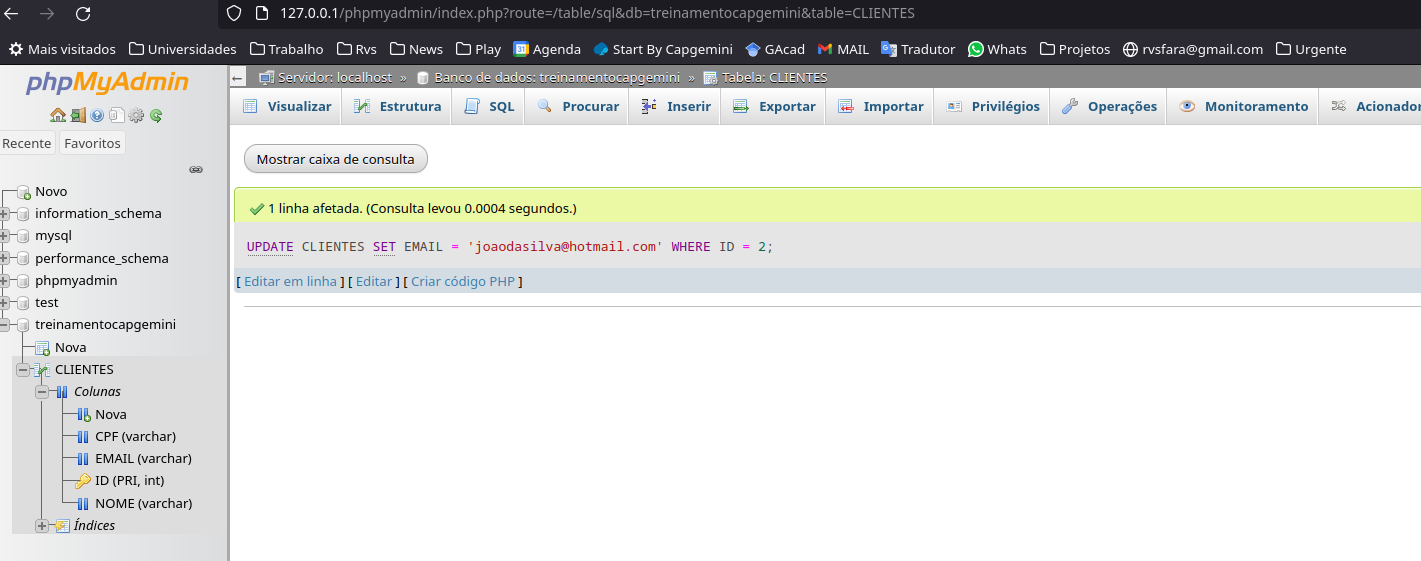 127.0.0.1/phpmyadmin/index.php?route=/table/sql&db=treinamentocapgemini&table=CLIENTES
Mais visitados Universidades Trabalho Rvs News Play Agenda Start By Capgemini GAcad MAIL Tradutor Whats Projetos rvsfara@gmail.com Urgente
phpMyAdmin
Recente Favoritos
Novo
information_schema
mysql
performance_schema
phpmyadmin
test
treinamentocapgemini
Nova
CLIENTES
Colunas
Nova
CPF (varchar)
EMAIL (varchar)
ID (PRI, int)
NOME (varchar)
Índices
Servidor: localhost » Banco de dados: treinamentocapgemini » Tabela: CLIENTES
Visualizar Estrutura SQL Procurar Inserir Exportar Importar Privilégios Operações Monitoramento Acionador
Mostrar caixa de consulta
1 linha afetada. (Consulta levou 0.0004 segundos.)
UPDATE CLIENTES SET EMAIL = 'joaodasilva@hotmail.com' WHERE ID = 2;
[ Editar em linha ] [ Editar ] [ Criar código PHP ]